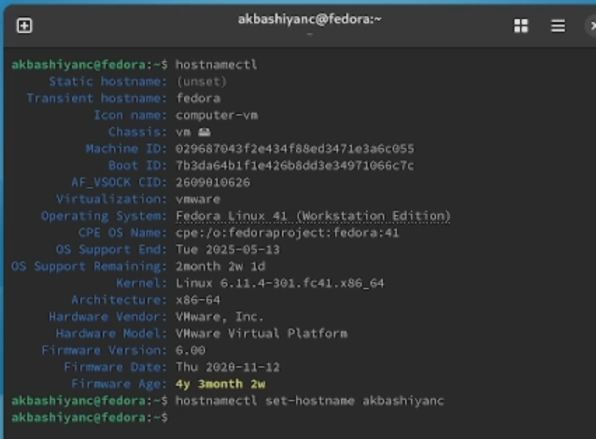 akbashiyanc@fedora:~
~
akbashiyanc@fedora:~$ hostnamectl
Static hostname: (unset)
Transient hostname: fedora
Icon name: computer-vm
Chassis: vm 🖴
Machine ID: 029687043f2e434f88ed3471e3a6c055
Boot ID: 7b3da64b1f1e426b8dd3e34971066c7c
AF_VSOCK CID: 2609010626
Virtualization: vmware
Operating System: Fedora Linux 41 (Workstation Edition)
CPE OS Name: cpe:/o:fedoraproject:fedora:41
OS Support End: Tue 2025-05-13
OS Support Remaining: 2month 2w 1d
Kernel: Linux 6.11.4-301.fc41.x86_64
Architecture: x86-64
Hardware Vendor: VMware, Inc.
Hardware Model: VMware Virtual Platform
Firmware Version: 6.00
Firmware Date: Thu 2020-11-12
Firmware Age: 4y 3month 2w
akbashiyanc@fedora:~$ hostnamectl set-hostname akbashiyanc
akbashiyanc@fedora:~$